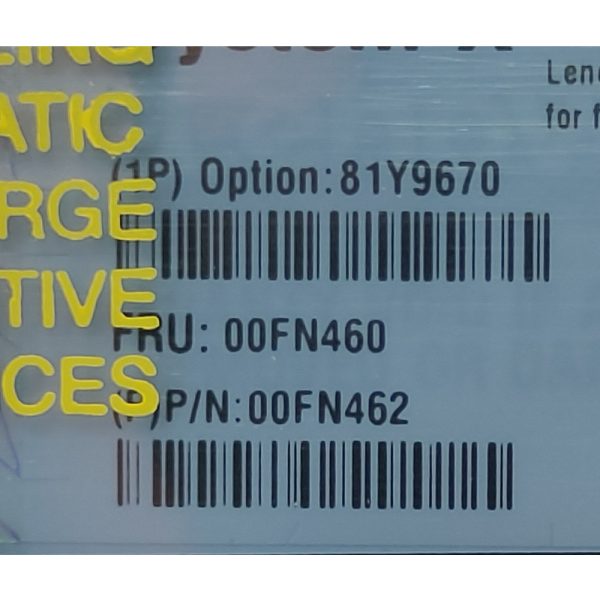 ATIC
RGE
TIVE
CES
Len
for f
(1P) Option:81Y9670
FRU: 00FN460
(P)P/N:00FN462